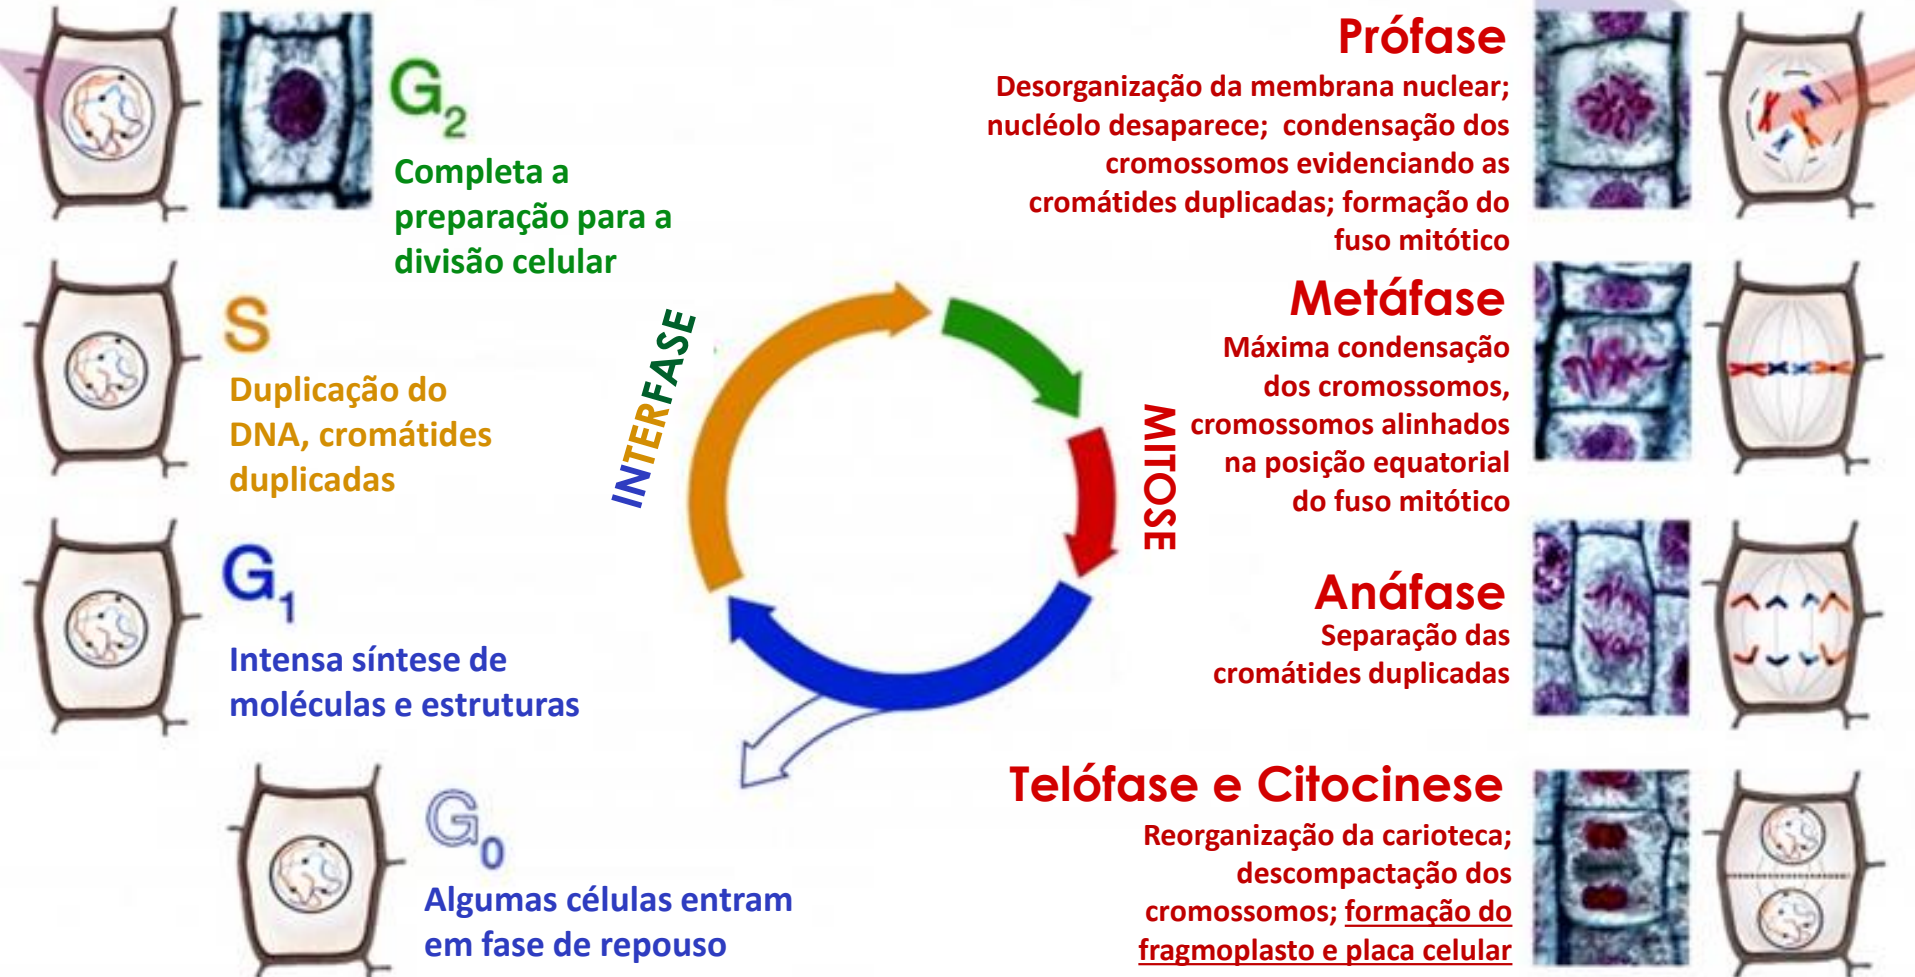 G2
Completa a
preparação para a
divisão celular
S
Duplicação do
DNA, cromátides
duplicadas
G1
Intensa síntese de
moléculas e estruturas
G0
Algumas células entram
em fase de repouso
INTERFASE
MITOSE
Prófase
Desorganização da membrana nuclear;
nucléolo desaparece; condensação dos
cromossomos evidenciando as
cromátides duplicadas; formação do
fuso mitótico
Metáfase
Máxima condensação
dos cromossomos,
cromossomos alinhados
na posição equatorial
do fuso mitótico
Anáfase
Separação das
cromátides duplicadas
Telófase e Citocinese
Reorganização da carioteca;
descompactação dos
cromossomos; formação do
fragmoplasto e placa celular